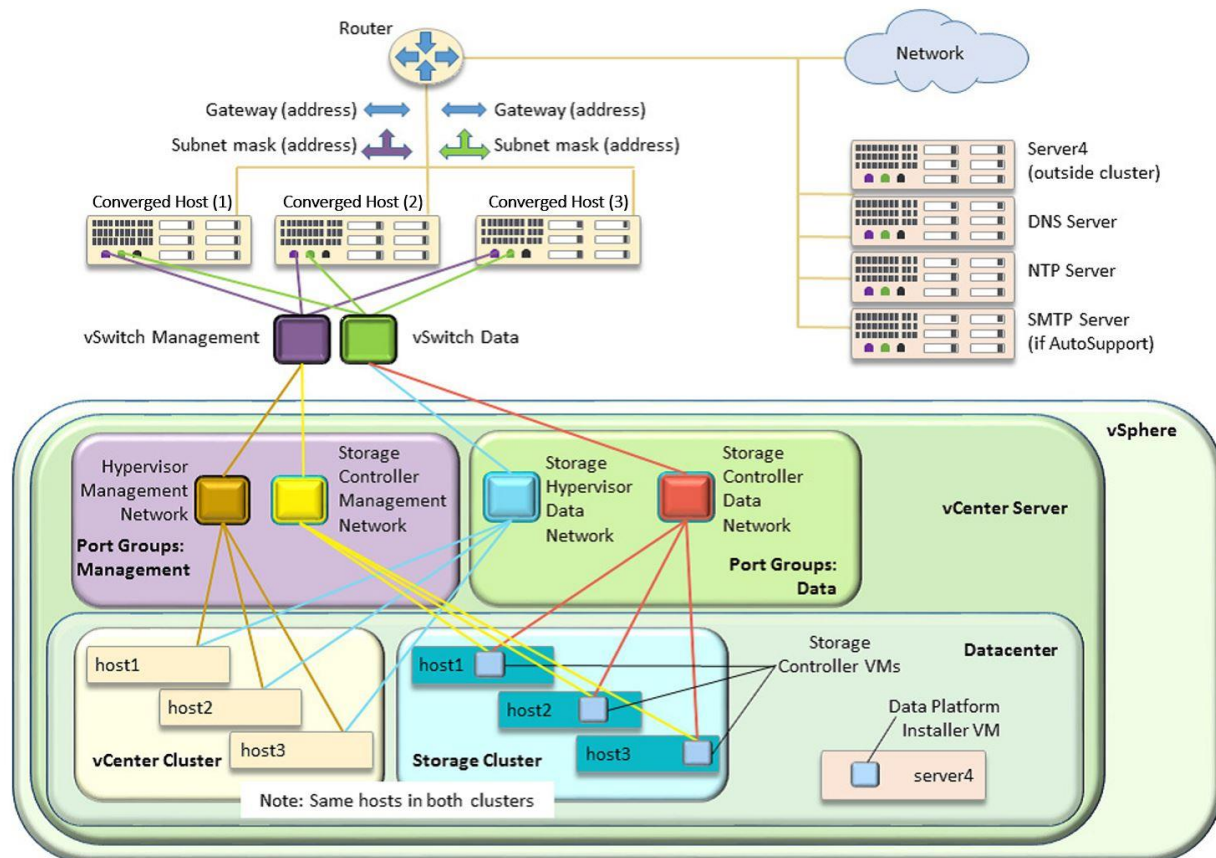 Router
Network
Gateway (address)
Gateway (address)
Subnet mask (address)
Subnet mask (address)
Converged Host (1)
Converged Host (2)
Converged Host (3)
Server4
(outside cluster)
DNS Server
NTP Server
SMTP Server
(if AutoSupport)
vSwitch Management
vSwitch Data
vSphere
vCenter Server
Hypervisor
Management
Network
Storage
Controller
Management
Network
Port Groups:
Management
Storage
Hypervisor
Data
Network
Storage
Controller
Data
Network
Port Groups:
Data
Datacenter
host1
host2
host3
vCenter Cluster
host1
host2
host3
Storage Cluster
Storage
Controller VMs
Data Platform
Installer VM
server4
Note: Same hosts in both clusters